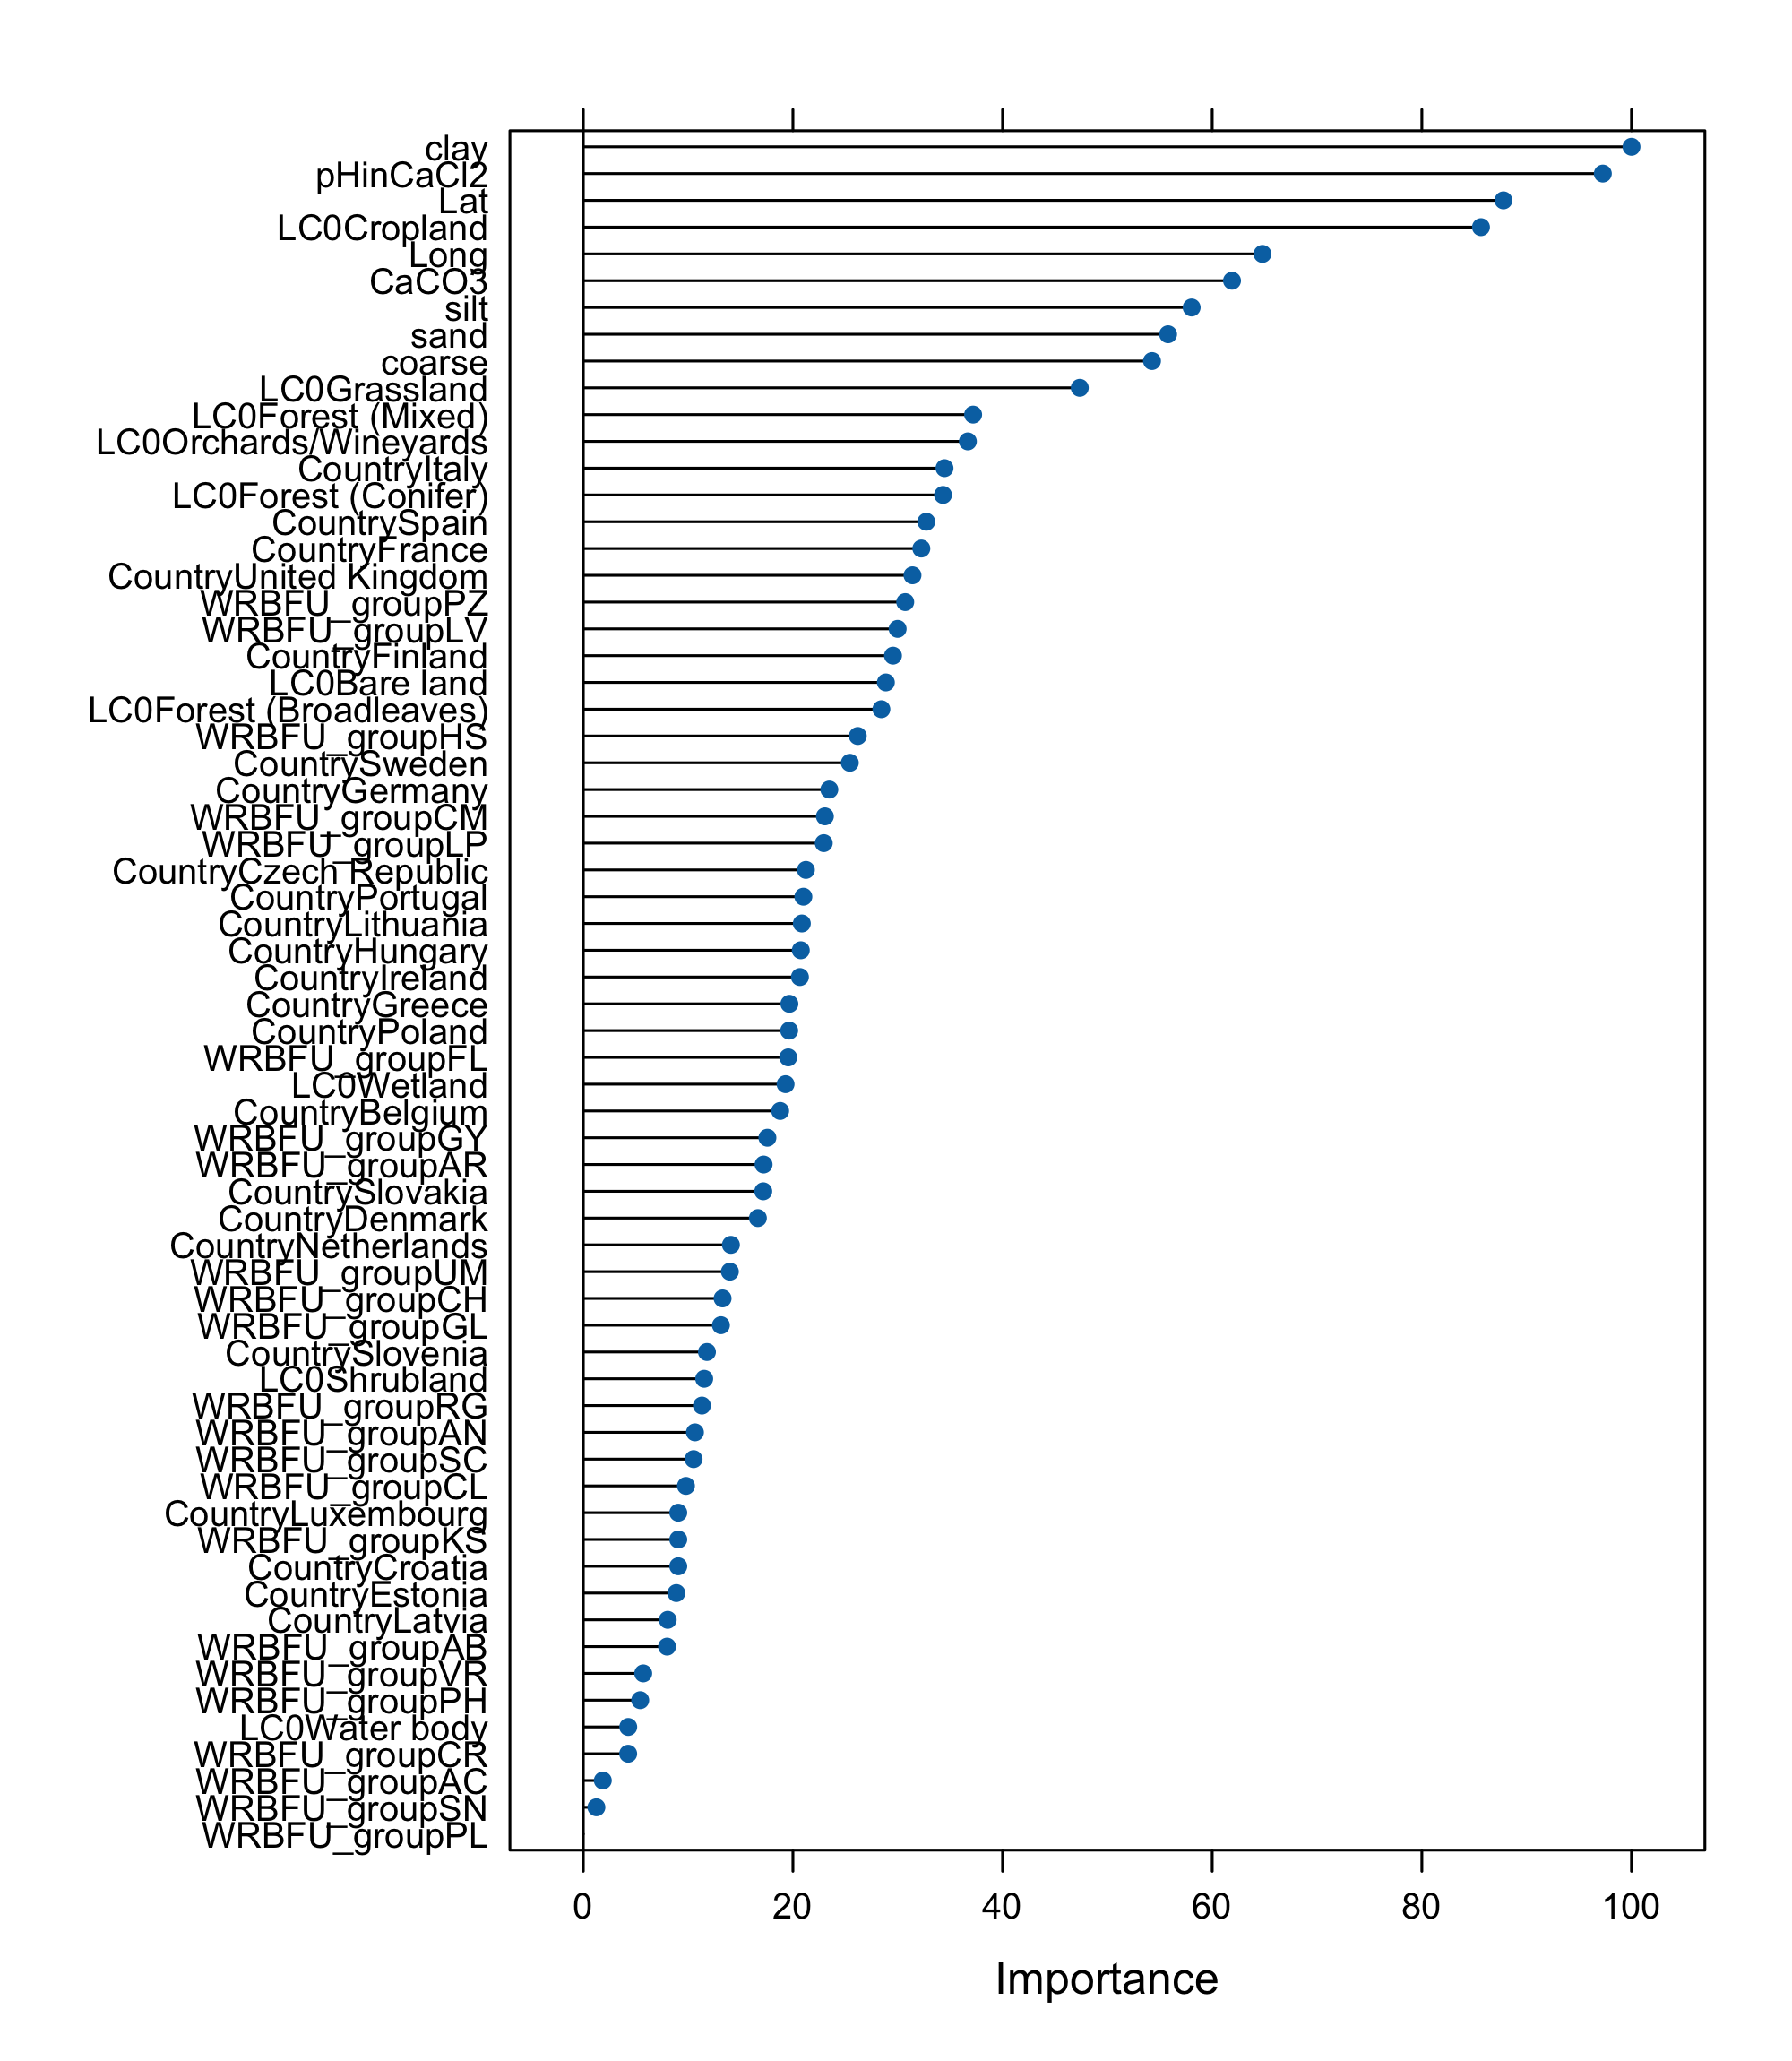 clay
pHinCaCl2
Lat
LC0Cropland
Long
CaCO3
silt
sand
coarse
LC0Grassland
LC0Forest (Mixed)
LC0Orchards/Wineyards
CountryItaly
LC0Forest (Conifer)
CountrySpain
CountryFrance
CountryUnited Kingdom
WRBFU_groupPZ
WRBFU_groupLV
CountryFinland
LC0Bare land
LC0Forest (Broadleaves)
WRBFU_groupHS
CountrySweden
CountryGermany
WRBFU_groupCM
WRBFU_groupLP
CountryCzech Republic
CountryPortugal
CountryLithuania
CountryHungary
CountryIreland
CountryGreece
CountryPoland
WRBFU_groupFL
LC0Wetland
CountryBelgium
WRBFU_groupGY
WRBFU_groupAR
CountrySlovakia
CountryDenmark
CountryNetherlands
WRBFU_groupUM
WRBFU_groupCH
WRBFU_groupGL
CountrySlovenia
LC0Shrubland
WRBFU_groupRG
WRBFU_groupAN
WRBFU_groupSC
WRBFU_groupCL
CountryLuxembourg
WRBFU_groupKS
CountryCroatia
CountryEstonia
CountryLatvia
WRBFU_groupAB
WRBFU_groupVR
WRBFU_groupPH
LC0Water body
WRBFU_groupCR
WRBFU_groupAC
WRBFU_groupSN
WRBFU_groupPL
0 20 40 60 80 100
Importance